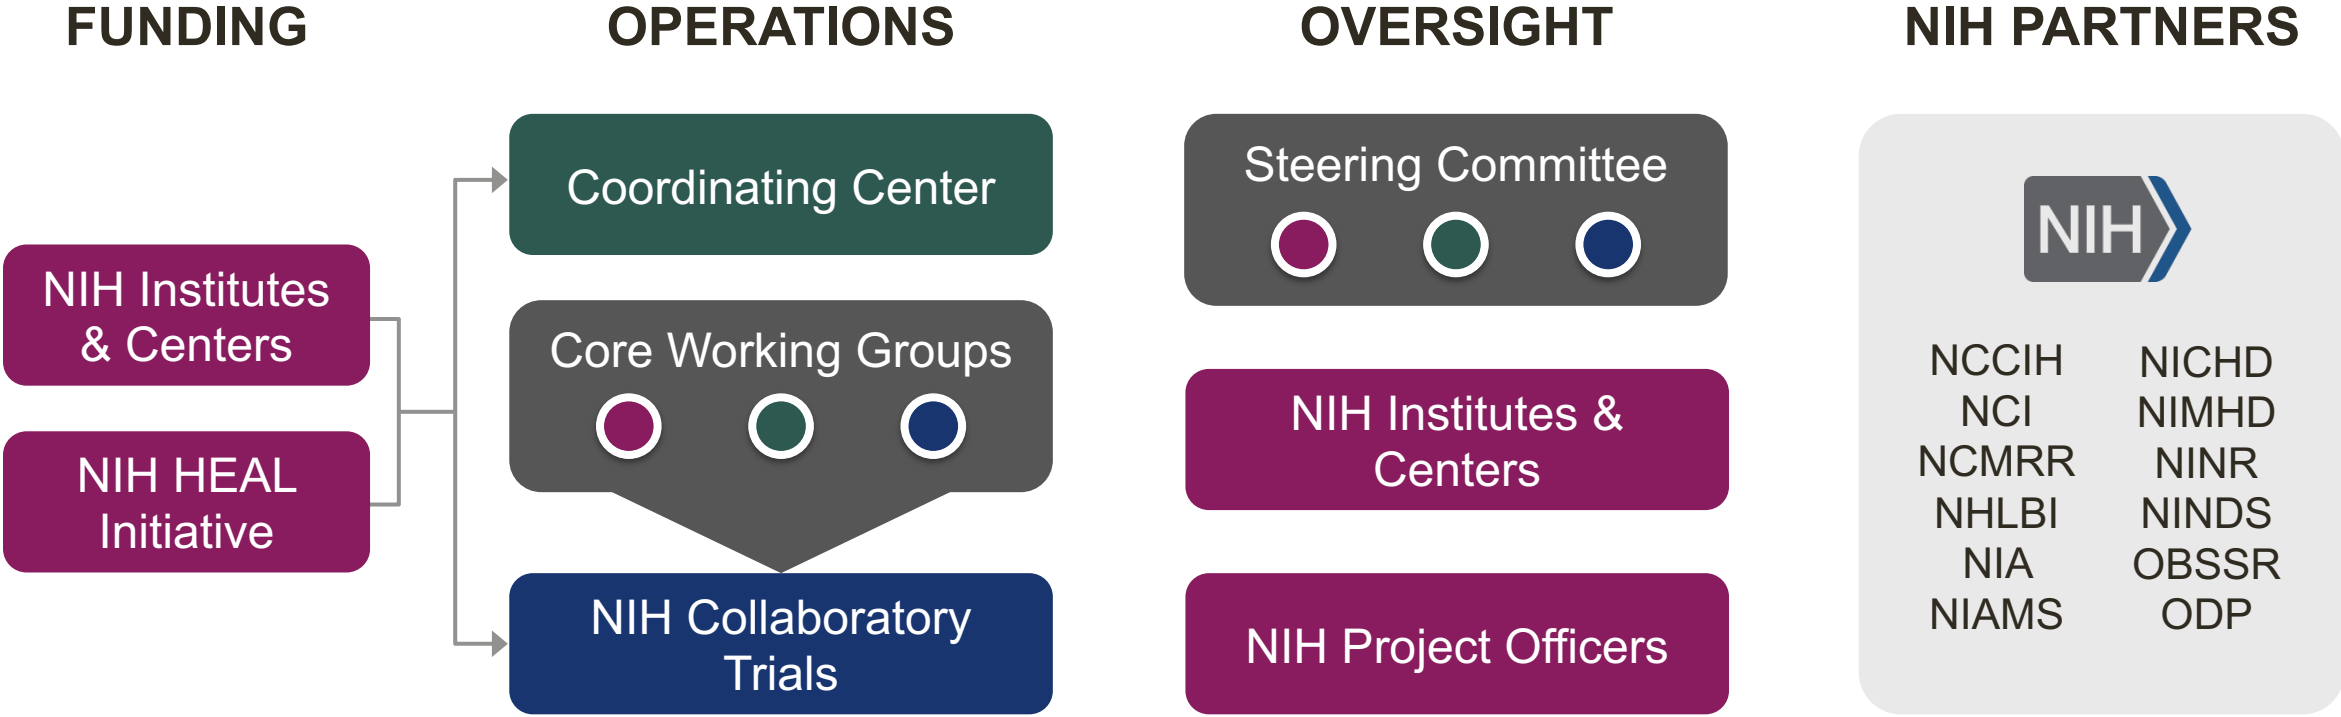 FUNDING
OPERATIONS
OVERSIGHT
NIH PARTNERS
NIH Institutes
& Centers
NIH HEAL
Initiative
Coordinating Center
Core Working Groups
NIH Collaboratory
Trials
Steering Committee
NIH Institutes &
Centers
NIH Project Officers
NIH
NCCIH
NCI
NCMRR
NHLBI
NIA
NIAMS
NICHD
NIMHD
NINR
NINDS
OBSSR
ODP